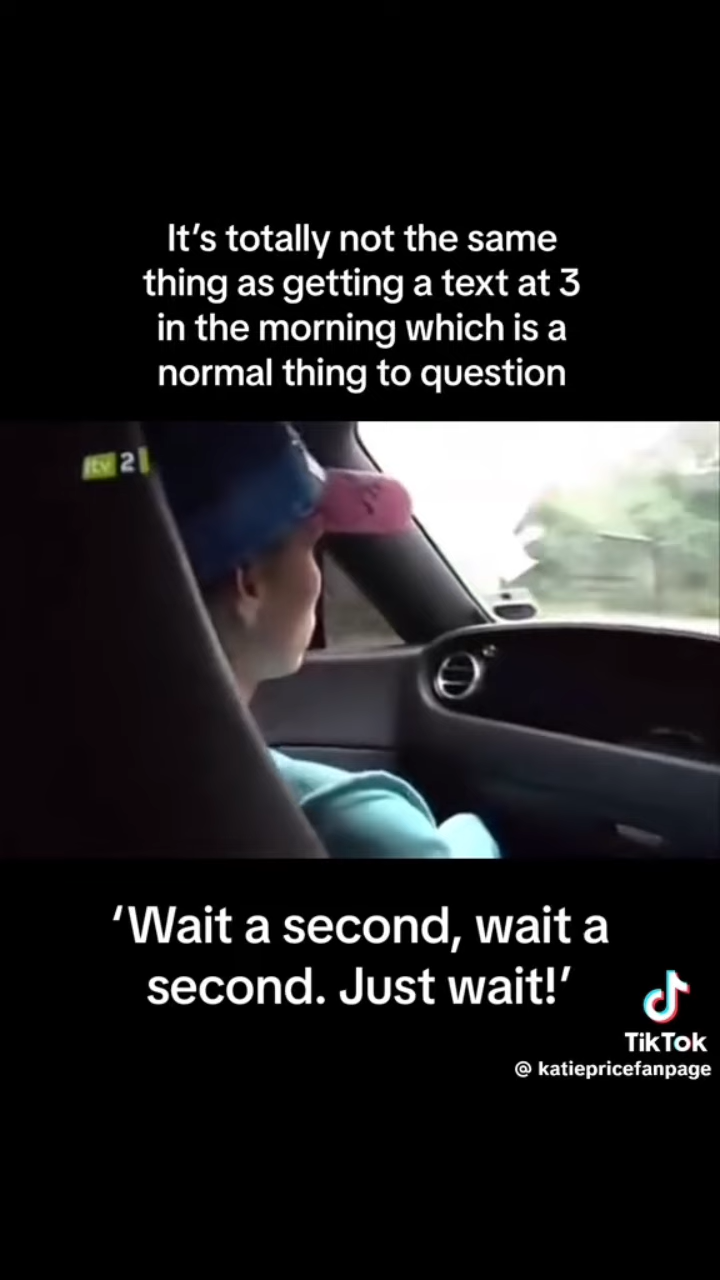 It’s totally not the same
thing as getting a text at 3
in the morning which is a
normal thing to question
itv 2
‘Wait a second, wait a
second. Just wait!’
TikTok
@ katiepricefanpage